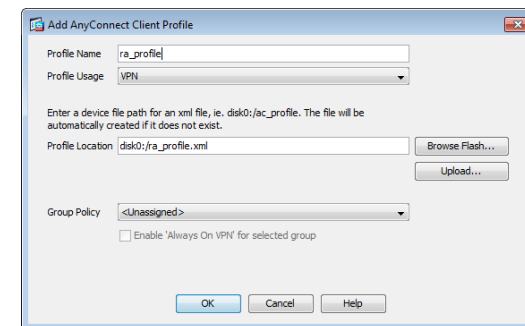 Add AnyConnect Client Profile
Profile Name ra_profile
Profile Usage VPN
Enter a device file path for an xml file, ie. disk0:/ac_profile. The file will be
automatically created if it does not exist.
Profile Location disk0:/ra_profile.xml Browse Flash...
Upload...
Group Policy <Unassigned>
Enable 'Always On VPN' for selected group
OK Cancel Help